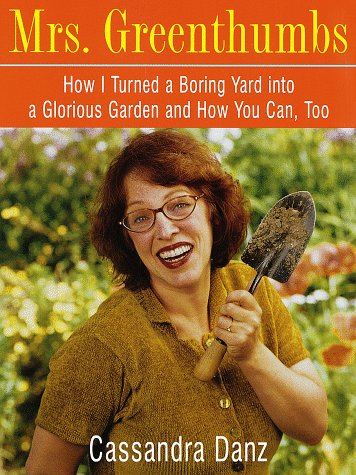 Mrs. Greenthumbs
How I Turned a Boring Yard into
a Glorious Garden and How You Can, Too
Cassandra Danz